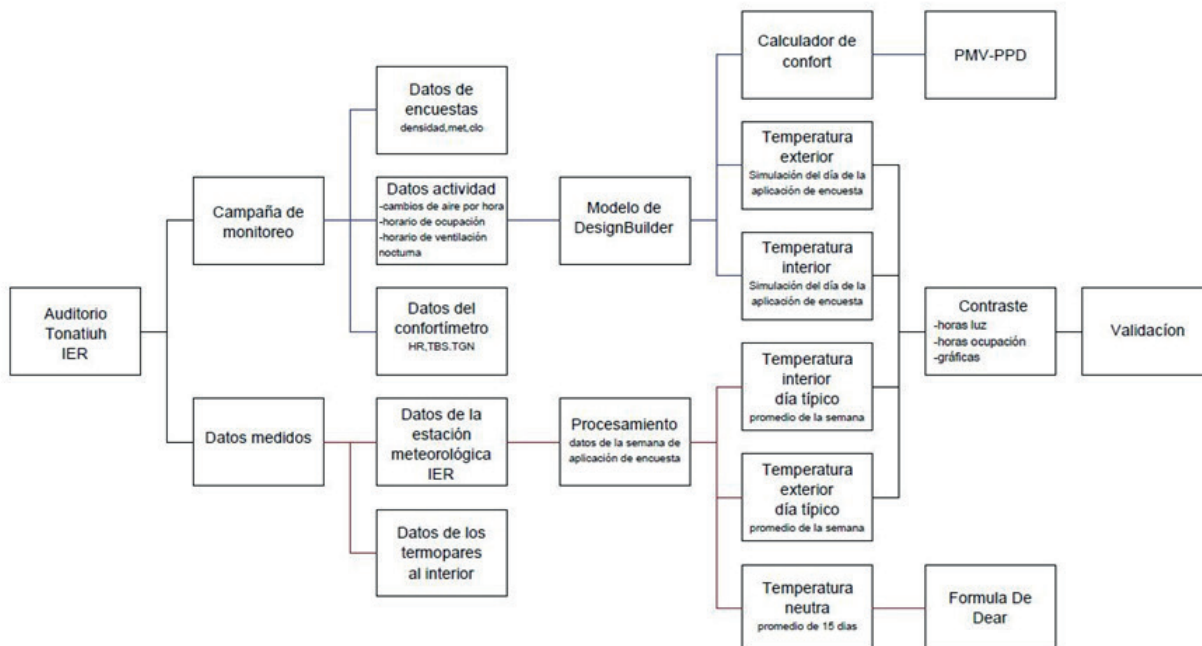 Auditorio
Tonatiuh
IER
Campaña de
monitoreo
Datos medidos
Datos de
encuestas
densidad,met,clo
Datos actividad
-cambios de aire por hora
-horario de ocupación
-horario de ventilación
nocturna
Datos del
confortímetro
HR,TBS.TGN
Datos de la
estación
meteorológica
IER
Datos de los
termopares
al interior
Modelo de
DesignBuilder
Procesamiento
datos de la semana de
aplicación de encuesta
Calculador de
confort
Temperatura
exterior
Simulación del día de la
aplicación de encuesta
Temperatura
interior
Simulación del día de la
aplicación de encuesta
Temperatura
interior
día típico
promedio de la semana
Temperatura
exterior
día típico
promedio de la semana
Temperatura
neutra
promedio de 15 dias
PMV-PPD
Contraste
-horas luz
-horas ocupación
-gráficas
Formula De
Dear
Validacíon